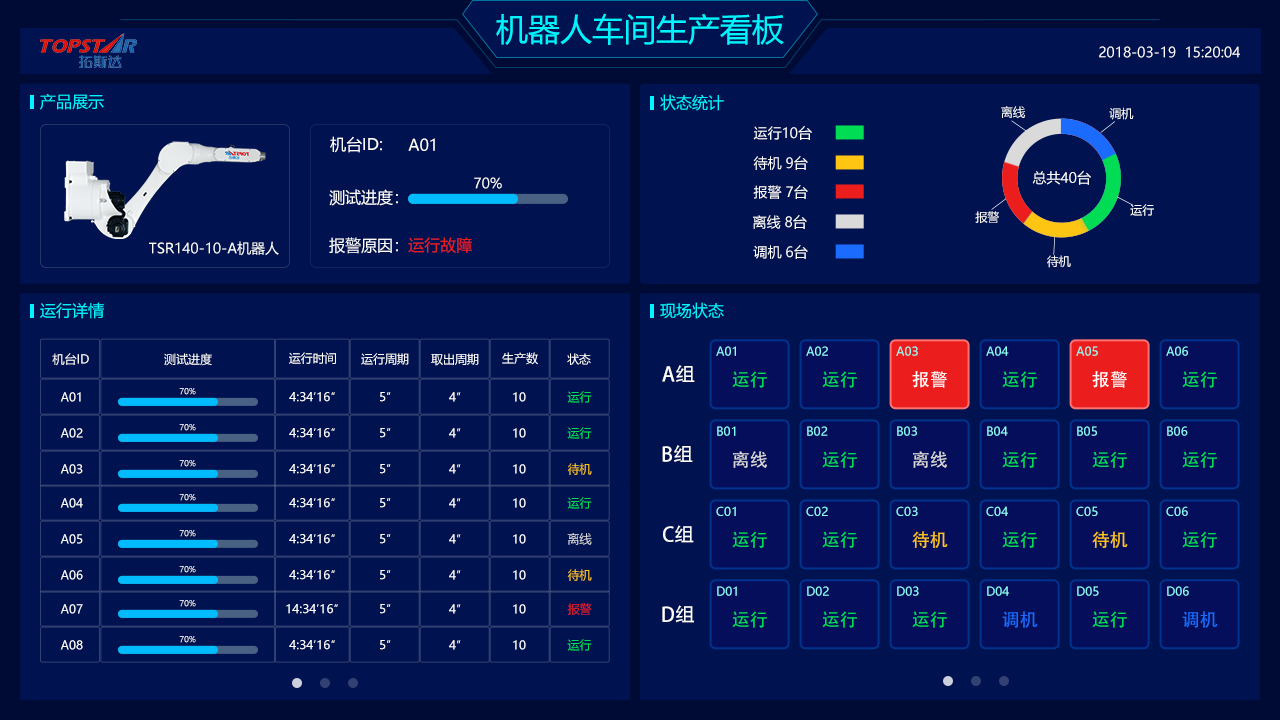 机器人车间生产看板
TOPSTAR
拓斯达
2018-03-19 15:20:04
产品展示
TSR140-10-A机器人
机台ID: A01
测试进度: 70%
报警原因: 运行故障
状态统计
运行10台
待机 9台
报警 7台
离线 8台
调机 6台
离线
调机
总共40台
报警
运行
待机
运行详情
机台ID 测试进度 运行时间 运行周期 取出周期 生产数 状态
A01 70% 4:34'16" 5" 4" 10 运行
A02 70% 4:34'16" 5" 4" 10 运行
A03 70% 4:34'16" 5" 4" 10 待机
A04 70% 4:34'16" 5" 4" 10 运行
A05 70% 4:34'16" 5" 4" 10 离线
A06 70% 4:34'16" 5" 4" 10 待机
A07 70% 14:34'16" 5" 4" 10 报警
A08 70% 4:34'16" 5" 4" 10 运行
现场状态
A组
A01 A02 A03 A04 A05 A06
运行 运行 报警 运行 报警 运行
B组
B01 B02 B03 B04 B05 B06
离线 运行 离线 运行 运行 运行
C组
C01 C02 C03 C04 C05 C06
运行 运行 待机 运行 待机 运行
D组
D01 D02 D03 D04 D05 D06
运行 运行 运行 调机 运行 调机